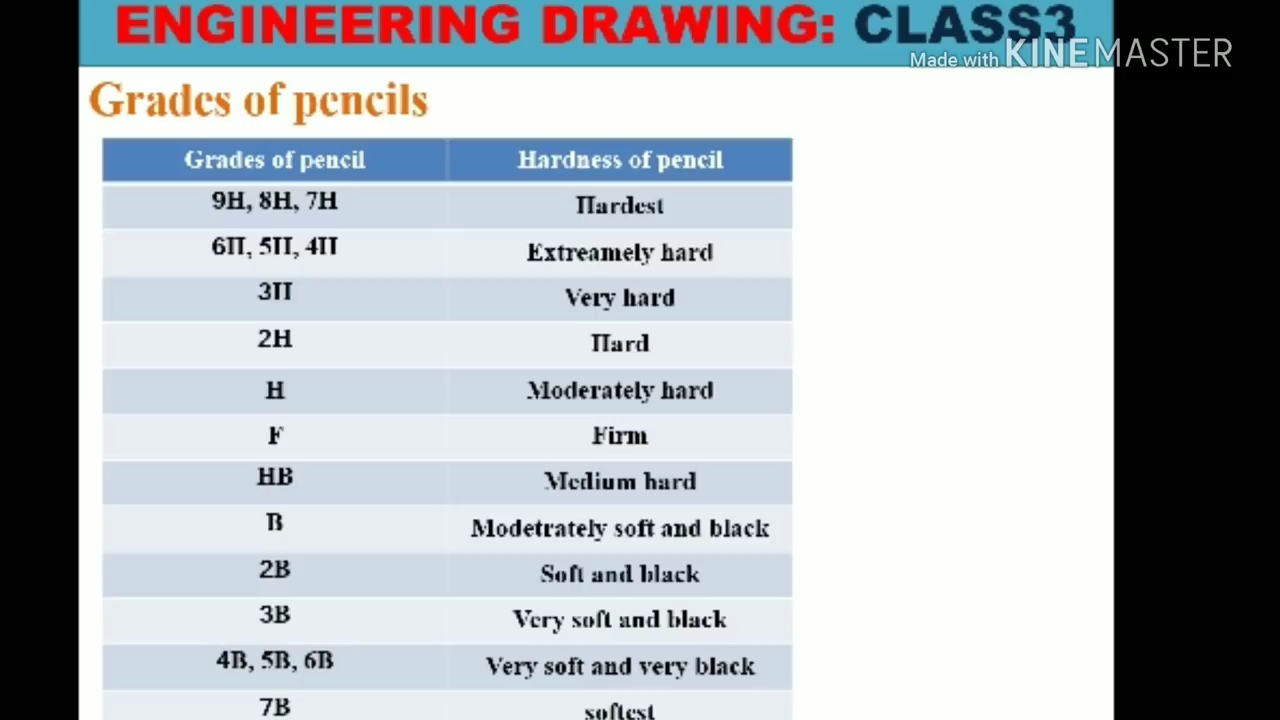 ENGINEERING DRAWING: CLASS3
Made with KINEMASTER
Grades of pencils
Grades of pencil Hardness of pencil
9H, 8H, 7H Hardest
6H, 5H, 4H Extreamely hard
3H Very hard
2H Hard
H Moderately hard
F Firm
HB Medium hard
B Modetrately soft and black
2B Soft and black
3B Very soft and black
4B, 5B, 6B Very soft and very black
7B softest